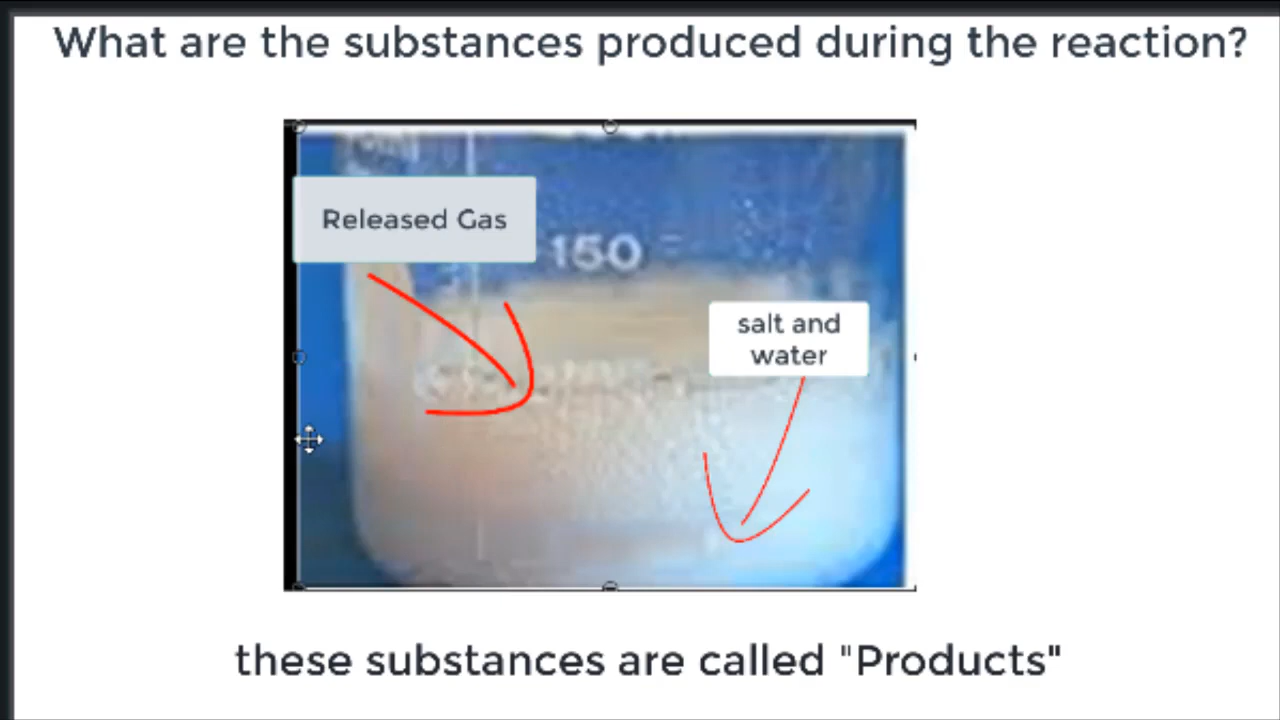 What are the substances produced during the reaction?
Released Gas
150
salt and
water
these substances are called "Products"